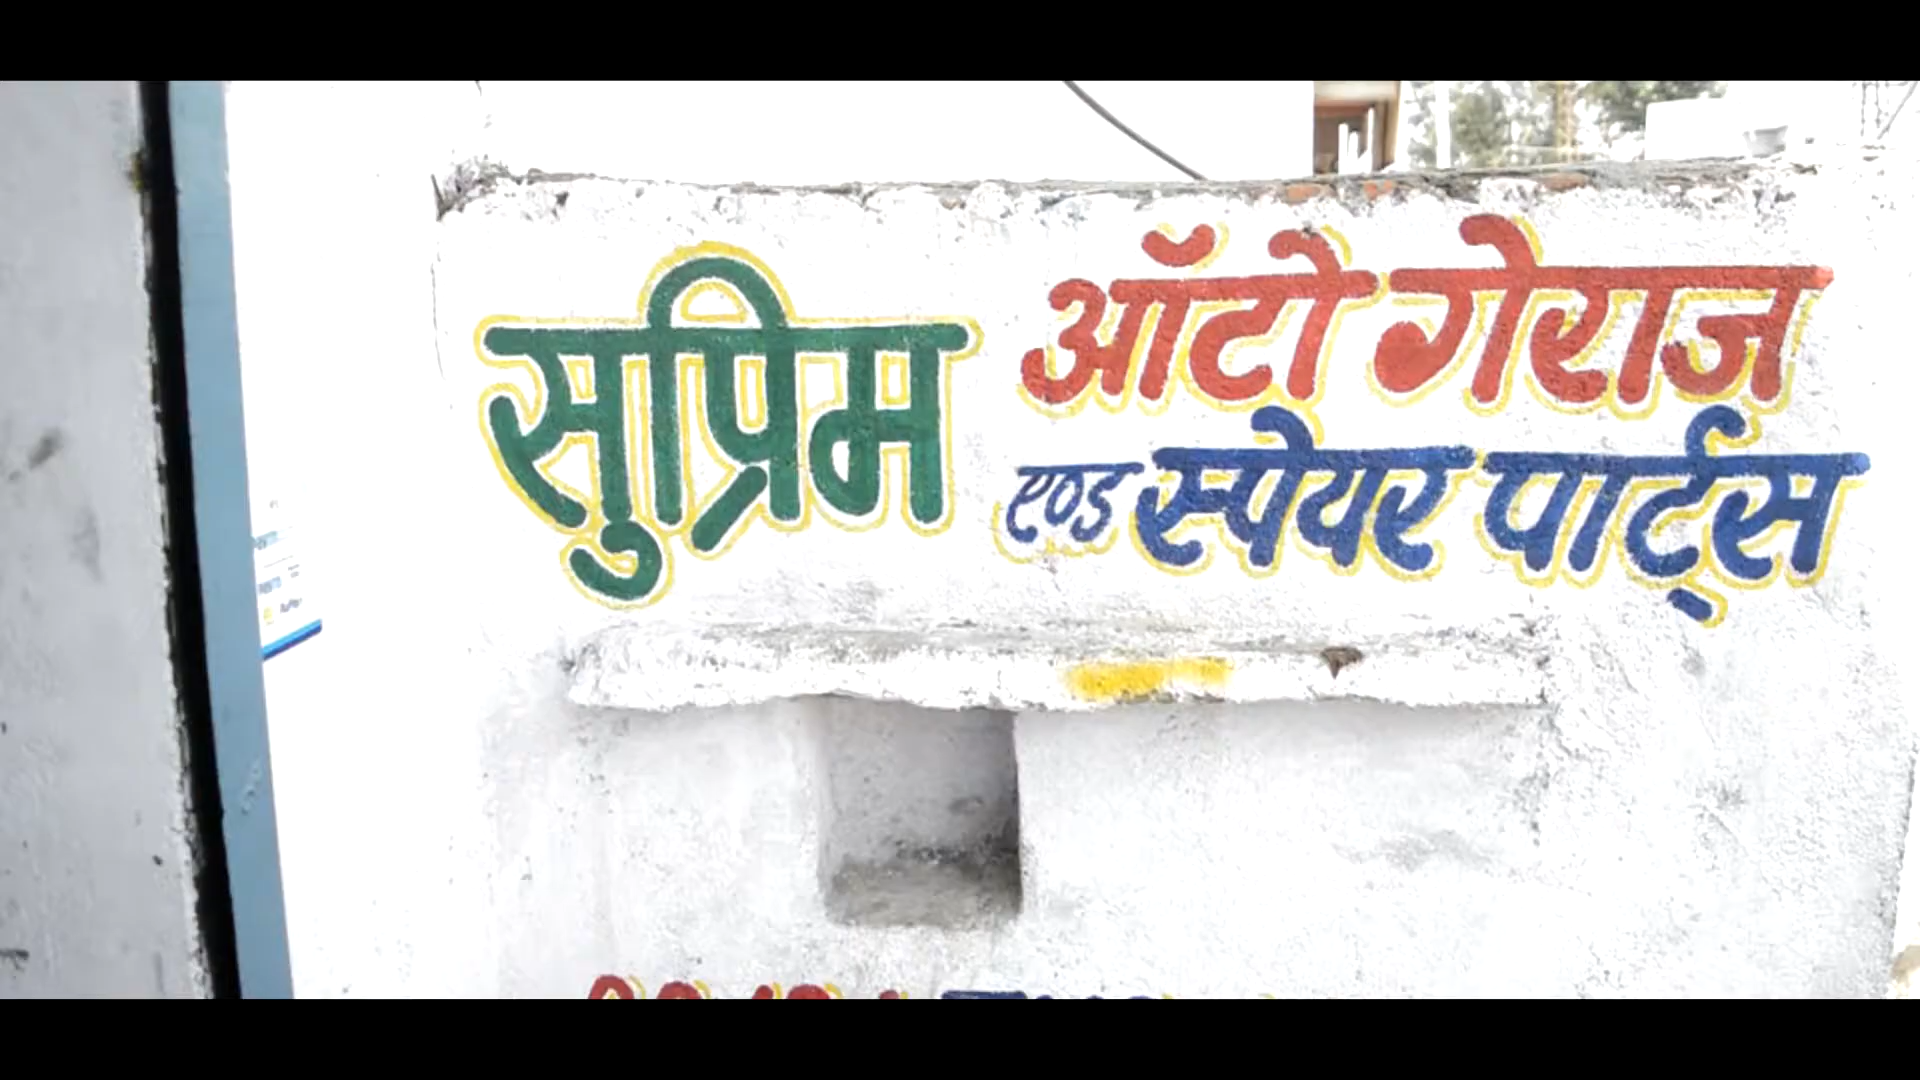 सुप्रिम
ऑटो गेराज
एण्ड स्पेयर पार्ट्स